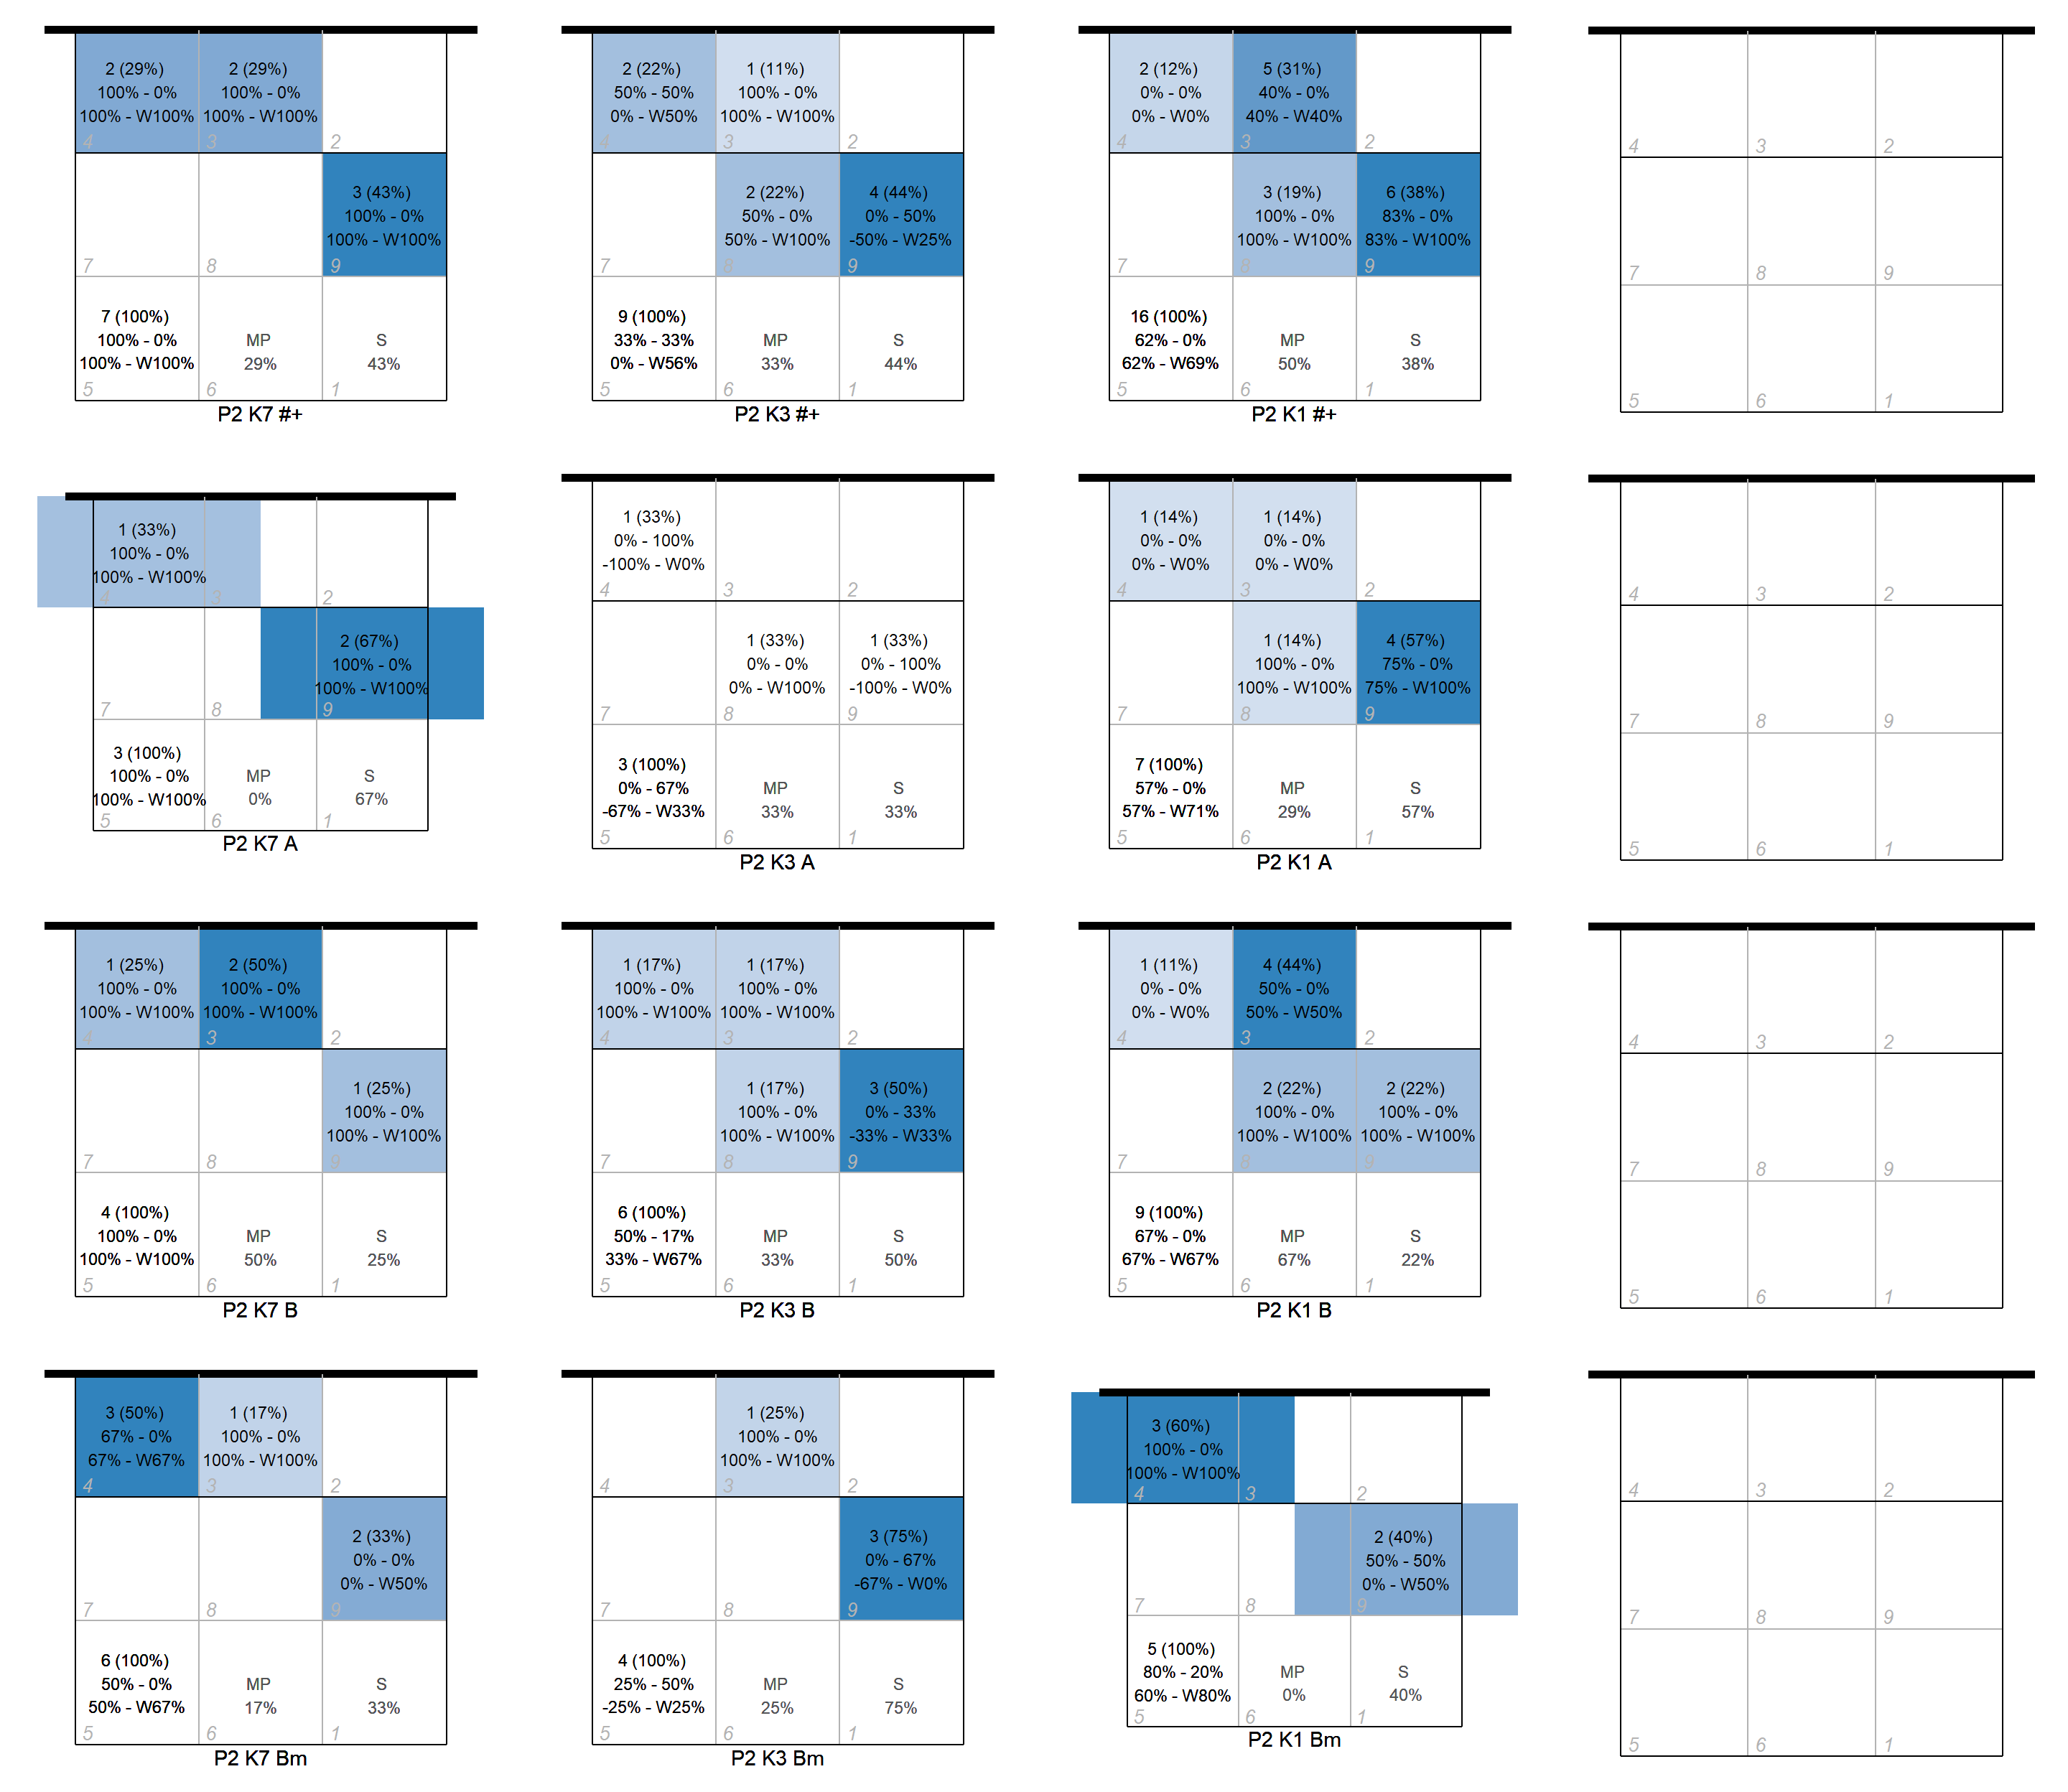 2 (29%)
100% - 0%
100% - W100%
4
2 (29%)
100% - 0%
100% - W100%
3
2
7
8
3 (43%)
100% - 0%
100% - W100%
9
7 (100%)
100% - 0%
100% - W100%
5
MP
29%
6
S
43%
1
P2 K7 #+
2 (22%)
50% - 50%
0% - W50%
4
1 (11%)
100% - 0%
100% - W100%
3
2
7
2 (22%)
50% - 0%
50% - W100%
8
4 (44%)
0% - 50%
-50% - W25%
9
9 (100%)
33% - 33%
0% - W56%
5
MP
33%
6
S
44%
1
P2 K3 #+
2 (12%)
0% - 0%
0% - W0%
4
5 (31%)
40% - 0%
40% - W40%
3
2
7
3 (19%)
100% - 0%
100% - W100%
8
6 (38%)
83% - 0%
83% - W100%
9
16 (100%)
62% - 0%
62% - W69%
5
MP
50%
6
S
38%
1
P2 K1 #+
4
3
2
7
8
9
5
6
1
1 (33%)
100% - 0%
100% - W100%
4
3
2
7
8
2 (67%)
100% - 0%
100% - W100%
9
3 (100%)
100% - 0%
100% - W100%
5
MP
0%
6
S
67%
1
P2 K7 A
1 (33%)
0% - 100%
-100% - W0%
4
3
2
7
1 (33%)
0% - 0%
0% - W100%
8
1 (33%)
0% - 100%
-100% - W0%
9
3 (100%)
0% - 67%
-67% - W33%
5
MP
33%
6
S
33%
1
P2 K3 A
1 (14%)
0% - 0%
0% - W0%
4
1 (14%)
0% - 0%
0% - W0%
3
2
7
1 (14%)
100% - 0%
100% - W100%
8
4 (57%)
75% - 0%
75% - W100%
9
7 (100%)
57% - 0%
57% - W71%
5
MP
29%
6
S
57%
1
P2 K1 A
4
3
2
7
8
9
5
6
1
1 (25%)
100% - 0%
100% - W100%
4
2 (50%)
100% - 0%
100% - W100%
3
2
7
8
1 (25%)
100% - 0%
100% - W100%
9
4 (100%)
100% - 0%
100% - W100%
5
MP
50%
6
S
25%
1
P2 K7 B
1 (17%)
100% - 0%
100% - W100%
4
1 (17%)
100% - 0%
100% - W100%
3
2
7
1 (17%)
100% - 0%
100% - W100%
8
3 (50%)
0% - 33%
-33% - W33%
9
6 (100%)
50% - 17%
33% - W67%
5
MP
33%
6
S
50%
1
P2 K3 B
1 (11%)
0% - 0%
0% - W0%
4
4 (44%)
50% - 0%
50% - W50%
3
2
7
2 (22%)
100% - 0%
100% - W100%
8
2 (22%)
100% - 0%
100% - W100%
9
9 (100%)
67% - 0%
67% - W67%
5
MP
67%
6
S
22%
1
P2 K1 B
4
3
2
7
8
9
5
6
1
3 (50%)
67% - 0%
67% - W67%
4
1 (17%)
100% - 0%
100% - W100%
3
2
7
8
2 (33%)
0% - 0%
0% - W50%
9
6 (100%)
50% - 0%
50% - W67%
5
MP
17%
6
S
33%
1
P2 K7 Bm
4
1 (25%)
100% - 0%
100% - W100%
3
2
7
8
3 (75%)
0% - 67%
-67% - W0%
9
4 (100%)
25% - 50%
-25% - W25%
5
MP
25%
6
S
75%
1
P2 K3 Bm
3 (60%)
100% - 0%
100% - W100%
4
3
2
7
8
2 (40%)
50% - 50%
0% - W50%
9
5 (100%)
80% - 20%
60% - W80%
5
MP
0%
6
S
40%
1
P2 K1 Bm
4
3
2
7
8
9
5
6
1